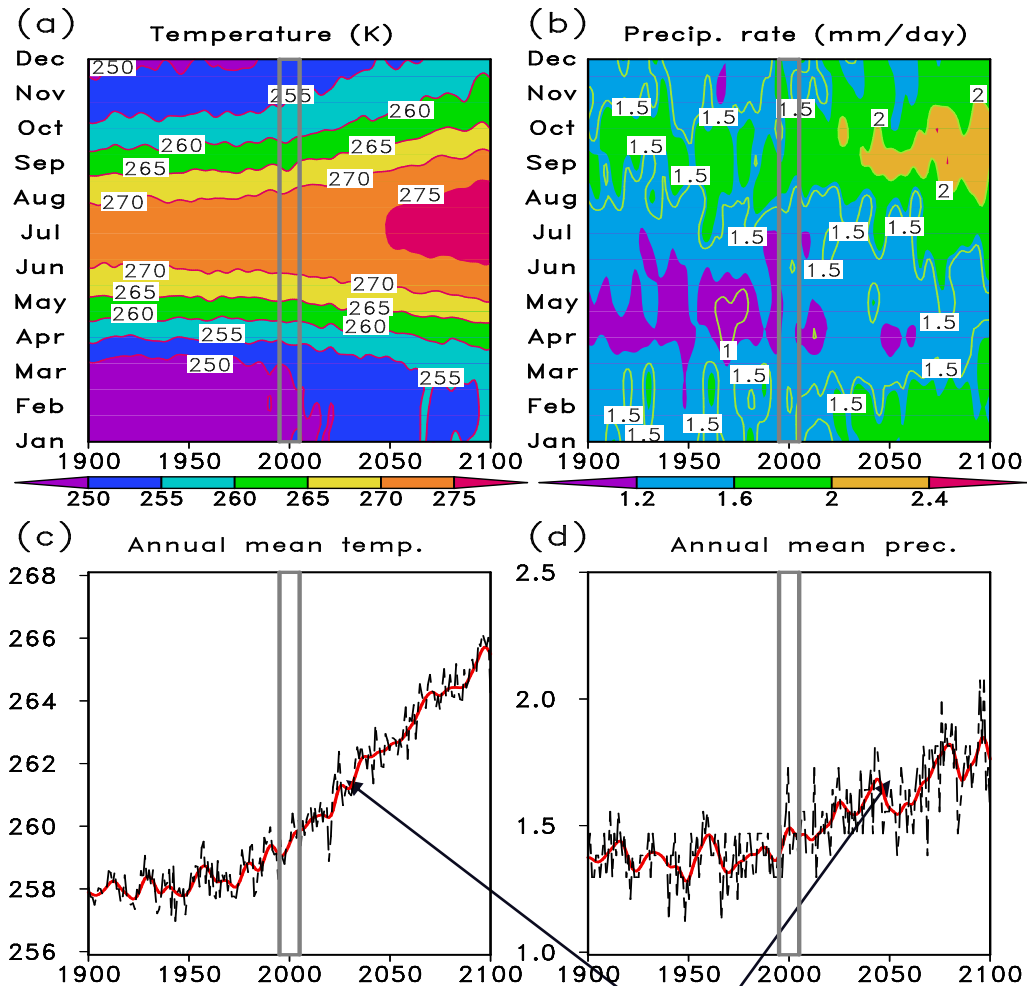 (a) Temperature (K)
Dec
Nov
Oct
Sep
Aug
Jul
Jun
May
Apr
Mar
Feb
Jan
250
255
260
265
265
260
270
270
275
270
270
265
265
260
260
255
250
255
1900 1950 2000 2050 2100
250 255 260 265 270 275
(b) Precip. rate (mm/day)
Dec
Nov
Oct
Sep
Aug
Jul
Jun
May
Apr
Mar
Feb
Jan
2
1.5
1.5
1.5
2
1.5
1.5
2
1.5
1.5
1.5
1.5
1.5
1.5
1
1.5
1.5
1.5
1.5
1.5
1.5
1900 1950 2000 2050 2100
1.2 1.6 2 2.4
(c) Annual mean temp.
268
266
264
262
260
258
256
1900 1950 2000 2050 2100
(d) Annual mean prec.
2.5
2.0
1.5
1.0
1900 1950 2000 2050 2100